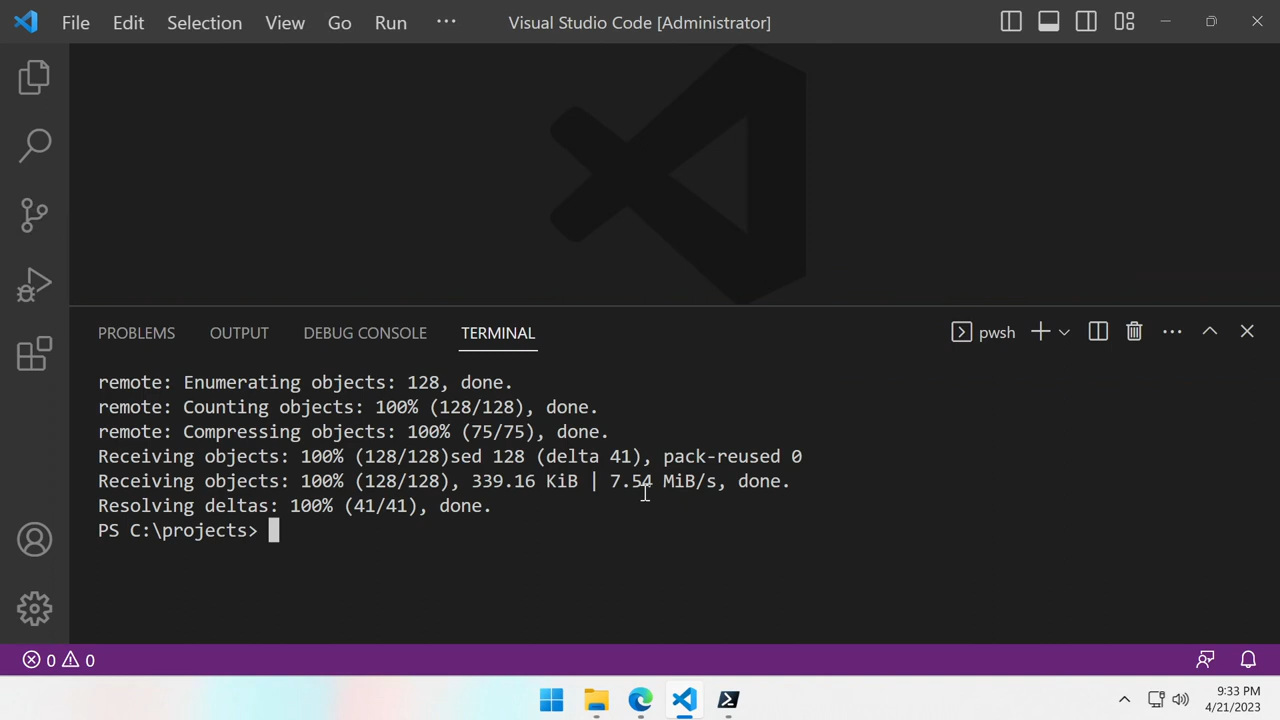 File Edit Selection View Go Run ··· Visual Studio Code [Administrator]
PROBLEMS OUTPUT DEBUG CONSOLE TERMINAL pwsh
remote: Enumerating objects: 128, done.
remote: Counting objects: 100% (128/128), done.
remote: Compressing objects: 100% (75/75), done.
Receiving objects: 100% (128/128)sed 128 (delta 41), pack-reused 0
Receiving objects: 100% (128/128), 339.16 KiB | 7.54 MiB/s, done.
Resolving deltas: 100% (41/41), done.
PS C:\projects>
0 0
9:33 PM
4/21/2023